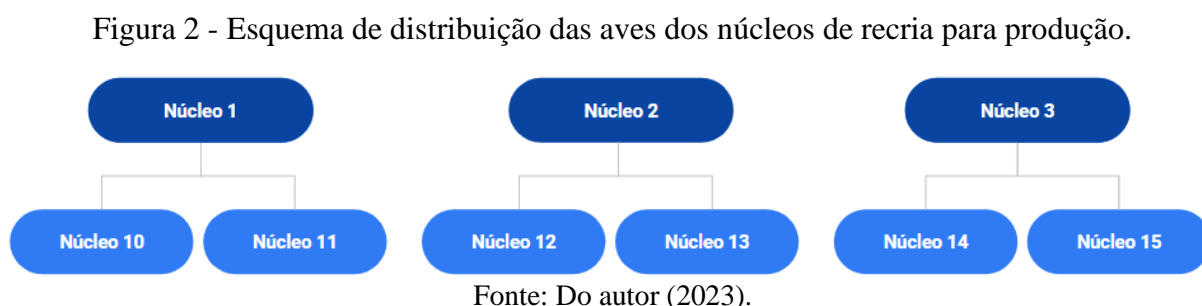 Figura 2 - Esquema de distribuição das aves dos núcleos de recria para produção.
Núcleo 1 Núcleo 2 Núcleo 3
Núcleo 10 Núcleo 11 Núcleo 12 Núcleo 13 Núcleo 14 Núcleo 15
Fonte: Do autor (2023).